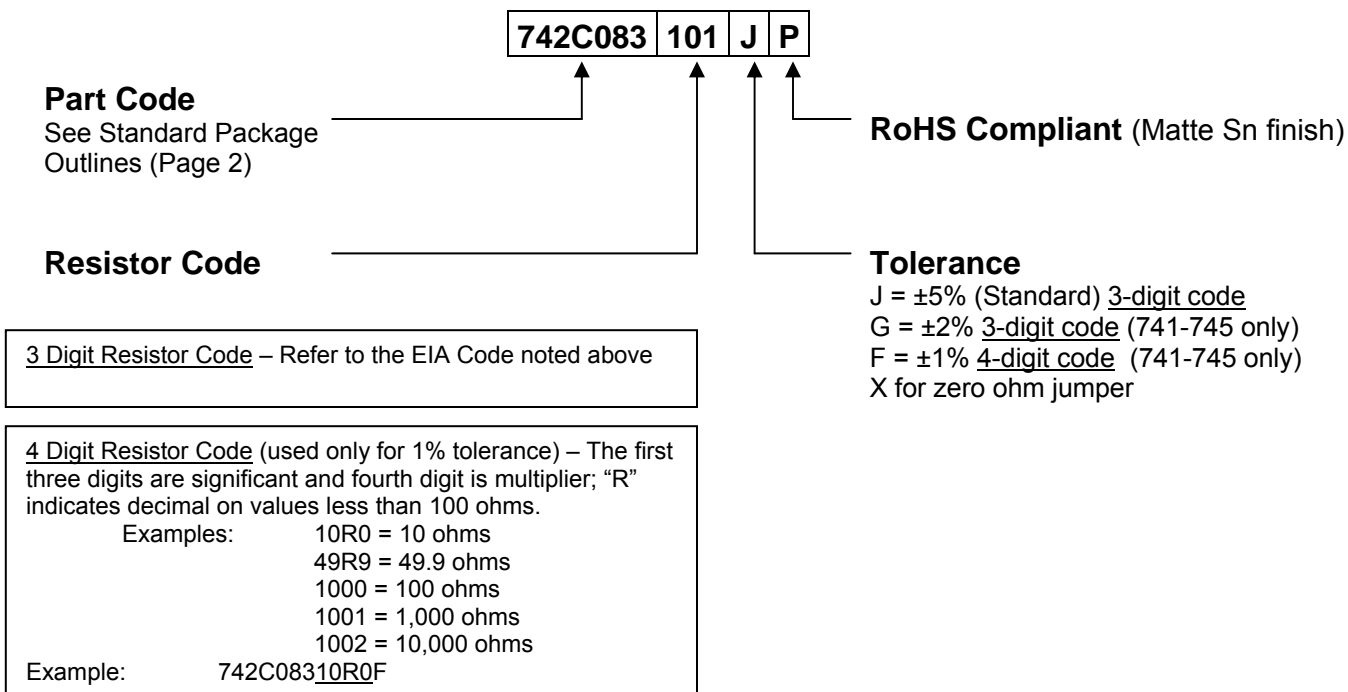 742C083 101 J P
Part Code
See Standard Package
Outlines (Page 2)
RoHS Compliant (Matte Sn finish)
Resistor Code
Tolerance
J = ±5% (Standard) 3-digit code
G = ±2% 3-digit code (741-745 only)
F = ±1% 4-digit code (741-745 only)
X for zero ohm jumper
3 Digit Resistor Code – Refer to the EIA Code noted above
4 Digit Resistor Code (used only for 1% tolerance) – The first
three digits are significant and fourth digit is multiplier; “R”
indicates decimal on values less than 100 ohms.
Examples: 10R0 = 10 ohms
49R9 = 49.9 ohms
1000 = 100 ohms
1001 = 1,000 ohms
1002 = 10,000 ohms
Example: 742C08310R0F